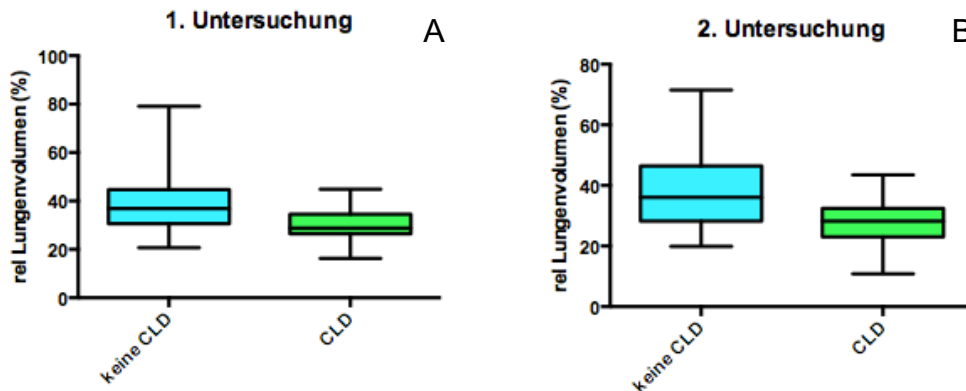 1. Untersuchung
A
rel Lungenvolumen (%)
100
80
60
40
20
0
keine CLD
CLD
2. Untersuchung
B
rel Lungenvolumen (%)
80
60
40
20
0
keine CLD
CLD